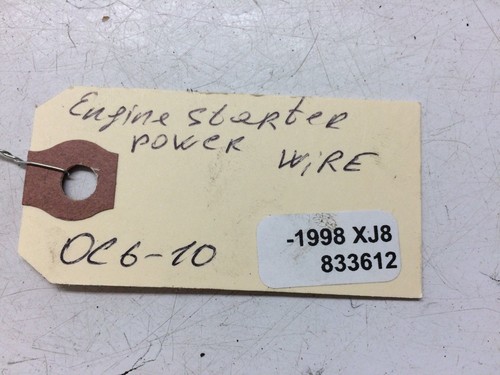 Engine starter
power
WIRE
OC6-10
-1998 XJ8
833612